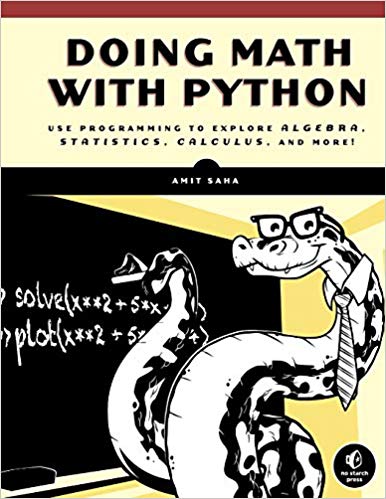 DOING MATH
WITH PYTHON
USE PROGRAMMING TO EXPLORE ALGEBRA,
STATISTICS, CALCULUS, AND MORE!
AMIT SAHA
> solve(x**2 + 5*x
>plot(x**2 + 5*x
no starch
press